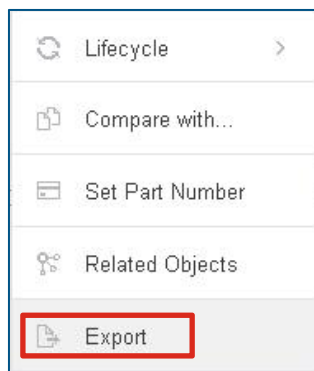 Lifecycle
Compare with...
Set Part Number
Related Objects
Export